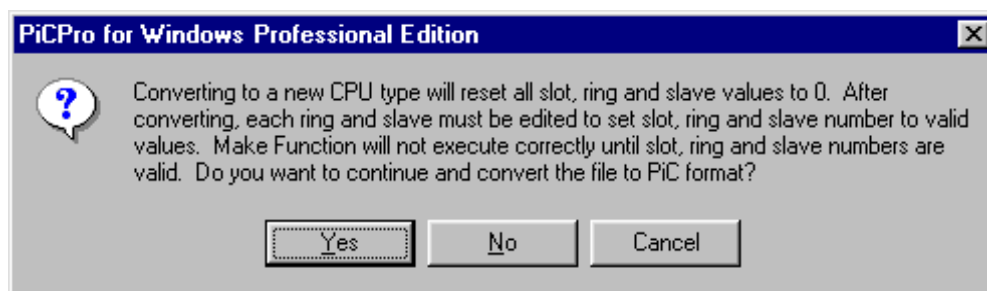 PiCPro for Windows Professional Edition
Converting to a new CPU type will reset all slot, ring and slave values to 0.  After
converting, each ring and slave must be edited to set slot, ring and slave number to valid
values.  Make Function will not execute correctly until slot, ring and slave numbers are
valid.  Do you want to continue and convert the file to PiC format?
Yes No Cancel